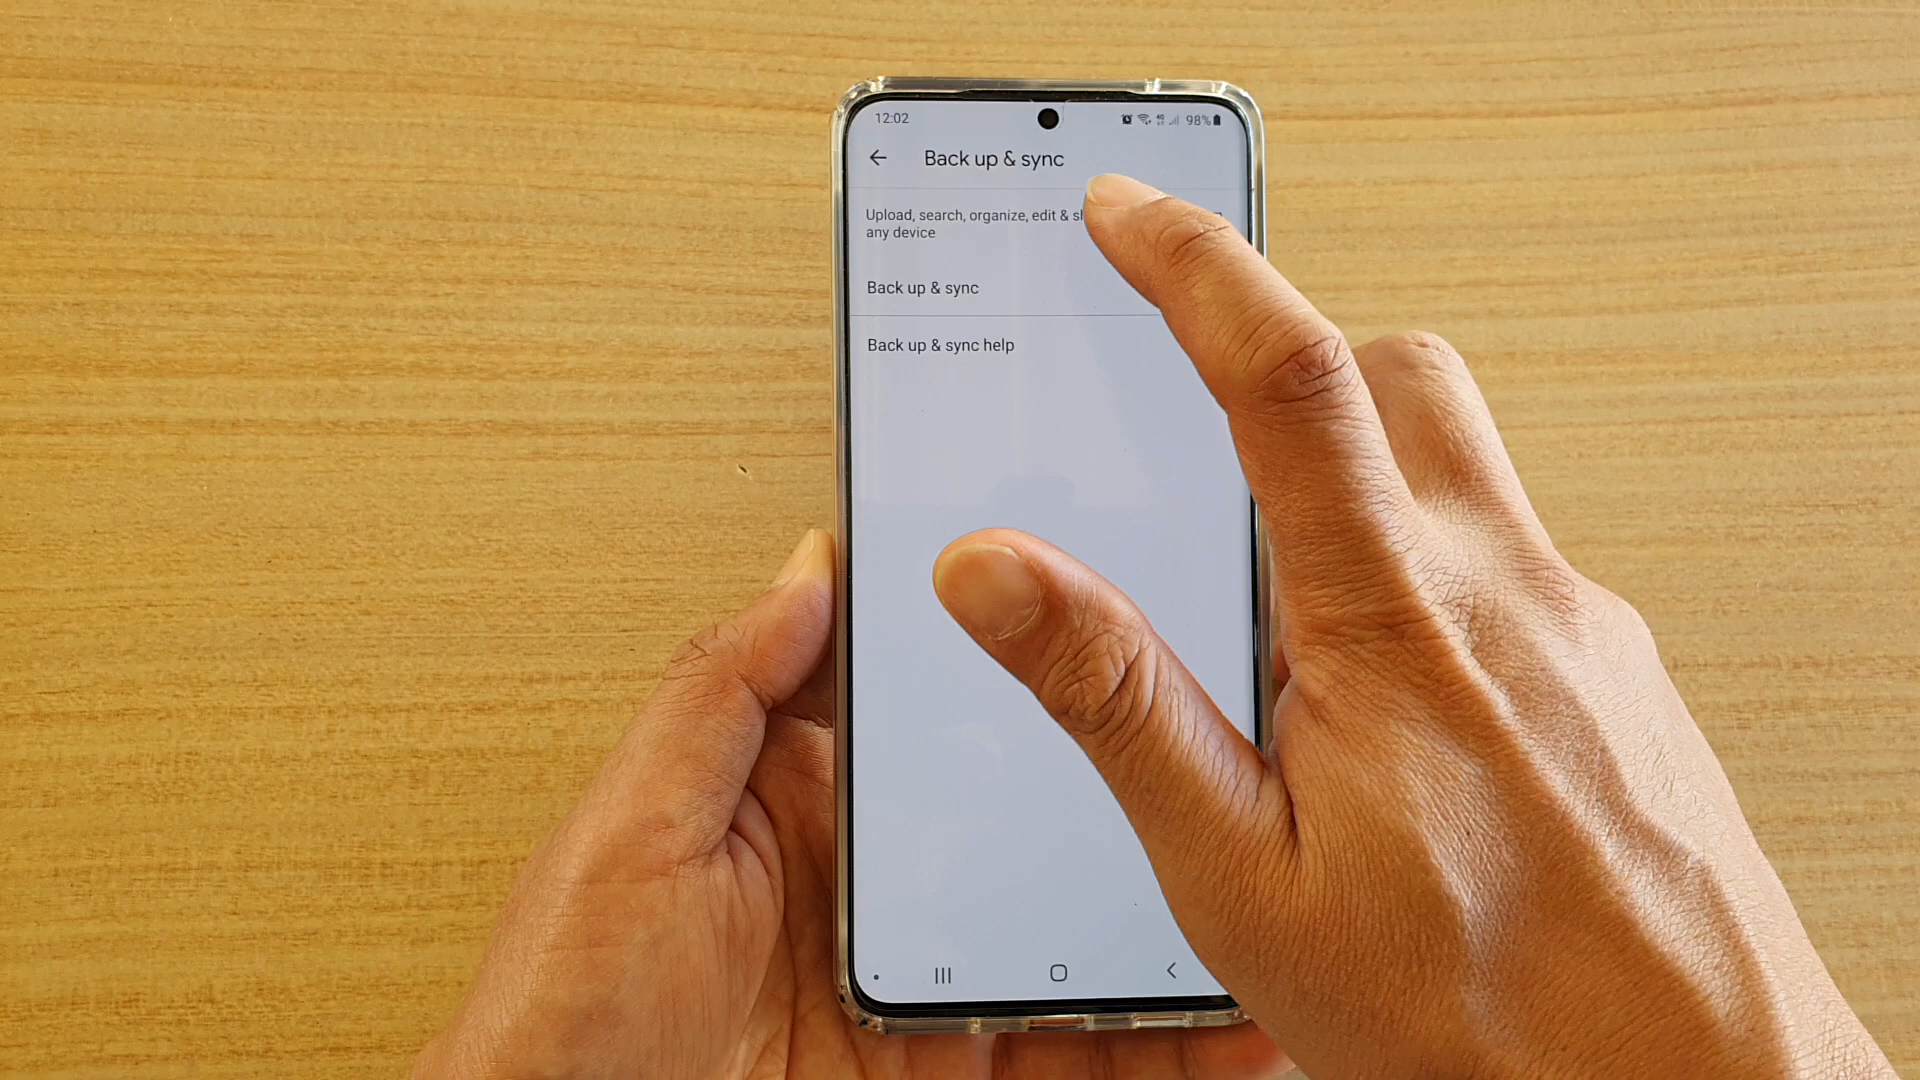 12:02
4G 98%
Back up & sync
Upload, search, organize, edit &
any device
Back up & sync
Back up & sync help